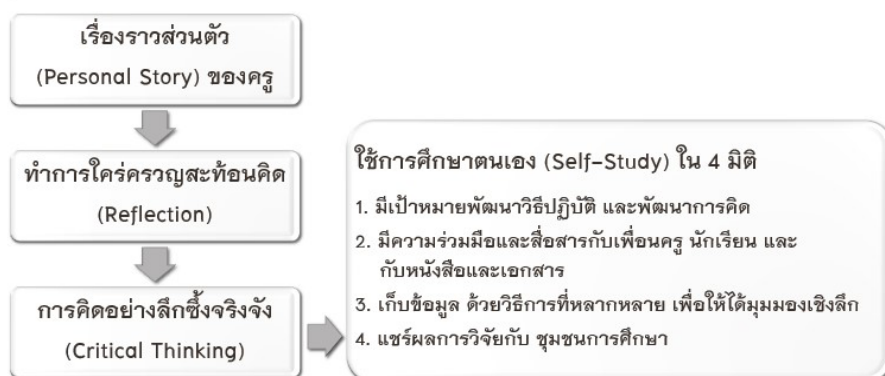 เรื่องราวส่วนตัว
(Personal Story) ของครู
ทำการใคร่ครวญสะท้อนคิด
(Reflection)
การคิดอย่างลึกซึ้งจริงจัง
(Critical Thinking)
ใช้การศึกษาตนเอง (Self-Study) ใน 4 มิติ
1. มีเป้าหมายพัฒนาวิธีปฏิบัติ และพัฒนาการคิด
2. มีความร่วมมือและสื่อสารกับเพื่อนครู นักเรียน และ
กับหนังสือและเอกสาร
3. เก็บข้อมูล ด้วยวิธีการที่หลากหลาย เพื่อให้ได้มุมมองเชิงลึก
4. แชร์ผลการวิจัยกับ ชุมชนการศึกษา